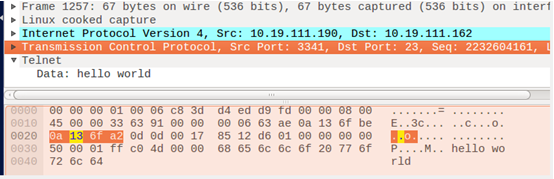 Frame 1257: 67 bytes on wire (536 bits), 67 bytes captured (536 bits) on interf
Linux cooked capture
Internet Protocol Version 4, Src: 10.19.111.190, Dst: 10.19.111.162
Transmission Control Protocol, Src Port: 3341, Dst Port: 23, Seq: 2232604161, L
Telnet
Data: hello world
0000 00 00 00 01 00 06 c8 3d d4 ed d9 fd 00 00 08 00 .......= ........
0010 45 00 00 33 63 91 00 00 00 06 63 ae 0a 13 6f be E..3c... ..c...o.
0020 0a 13 6f a2 0d 0d 00 17 85 12 d6 01 00 00 00 00 ..o..... ........
0030 50 00 01 ff c0 4d 00 00 68 65 6c 6c 6f 20 77 6f P....M.. hello wo
0040 72 6c 64 rld